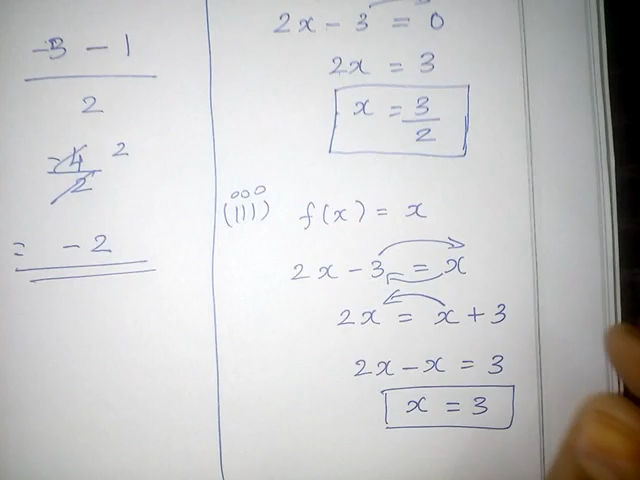 -3 - 1
2
-4 2
2
= -2
2x - 3 = 0
2x = 3
x = 3
2
(iii) f(x) = x
2x - 3 = x
2x = x + 3
2x - x = 3
x = 3